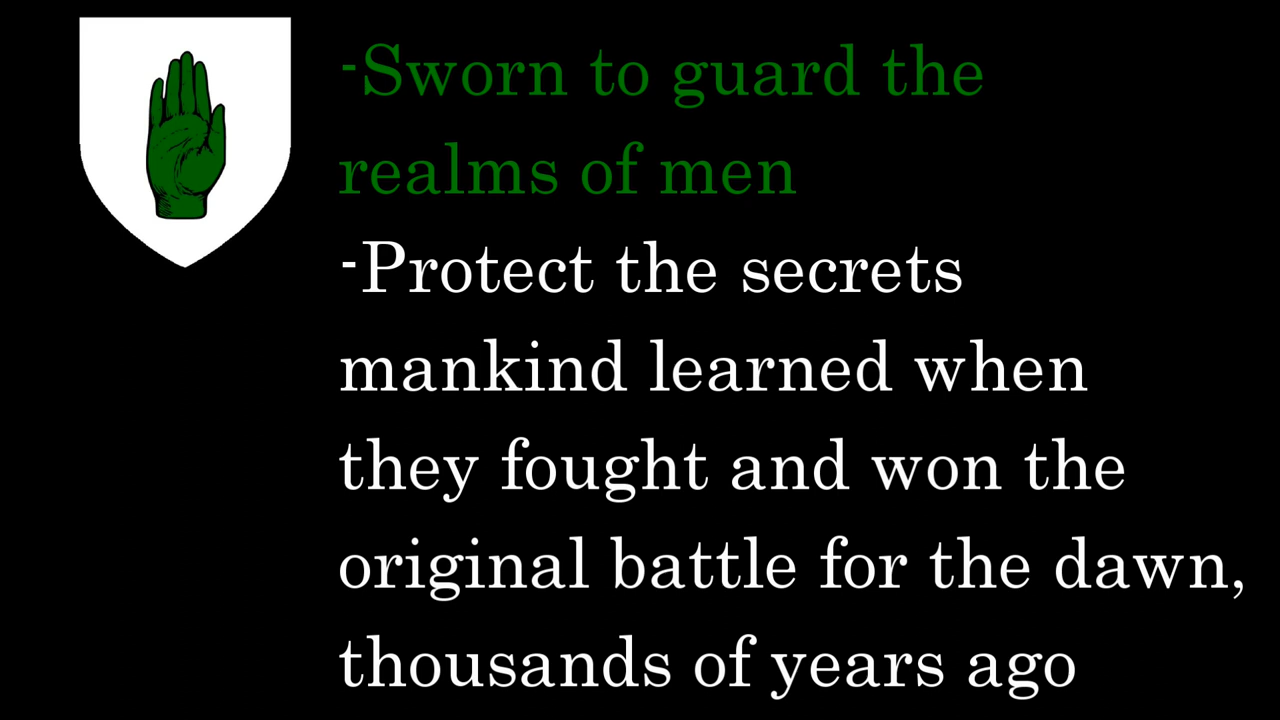 -Sworn to guard the
realms of men
-Protect the secrets
mankind learned when
they fought and won the
original battle for the dawn,
thousands of years ago